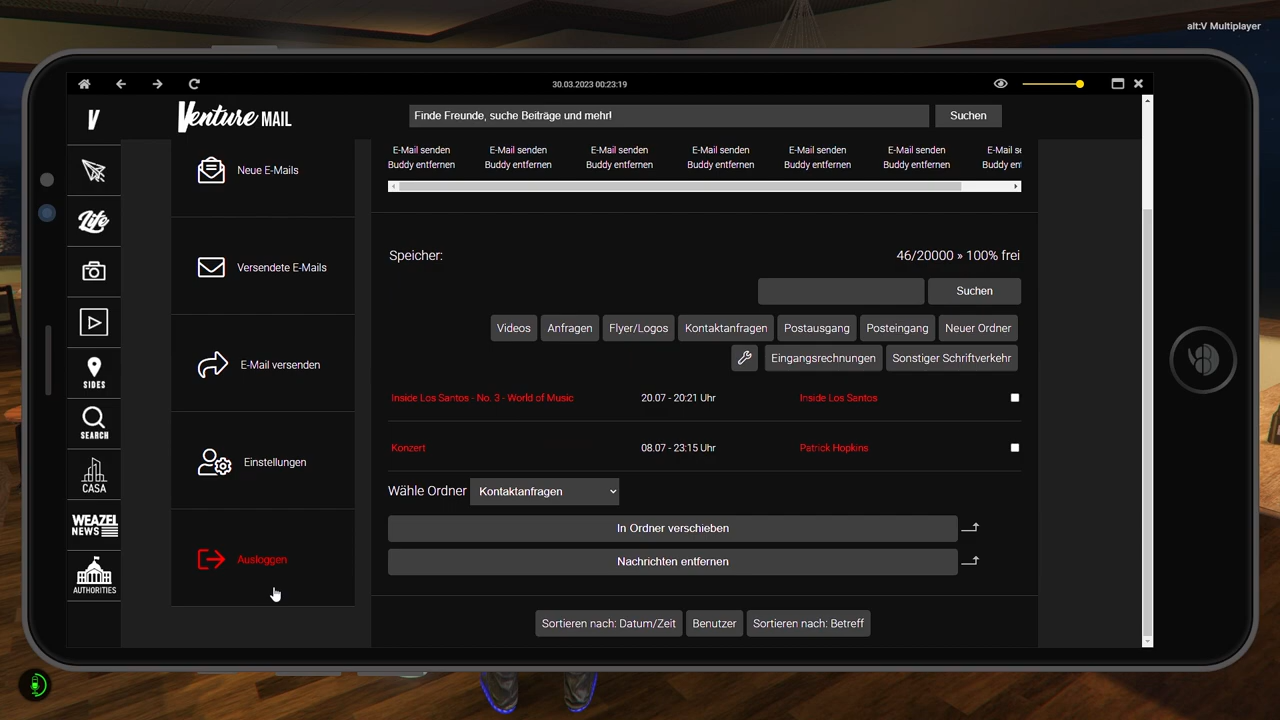 alt:V Multiplayer
30.03.2023 00:23:19
V
Venture MAIL
Finde Freunde, suche Beiträge und mehr!
Suchen
Life
SIDES
SEARCH
CASA
WEAZEL NEWS
AUTHORITIES
Neue E-Mails
Versendete E-Mails
E-Mail versenden
Einstellungen
Ausloggen
E-Mail senden E-Mail senden E-Mail senden E-Mail senden E-Mail senden E-Mail senden E-Mail s
Buddy entfernen Buddy entfernen Buddy entfernen Buddy entfernen Buddy entfernen Buddy entfernen Buddy en
Speicher: 46/20000 » 100% frei
Suchen
Videos Anfragen Flyer/Logos Kontaktanfragen Postausgang Posteingang Neuer Ordner
Eingangsrechnungen Sonstiger Schriftverkehr
Inside Los Santos - No. 3 - World of Music 20.07 - 20:21 Uhr Inside Los Santos
Konzert 08.07 - 23:15 Uhr Patrick Hopkins
Wähle Ordner Kontaktanfragen
In Ordner verschieben
Nachrichten entfernen
Sortieren nach: Datum/Zeit Benutzer Sortieren nach: Betreff